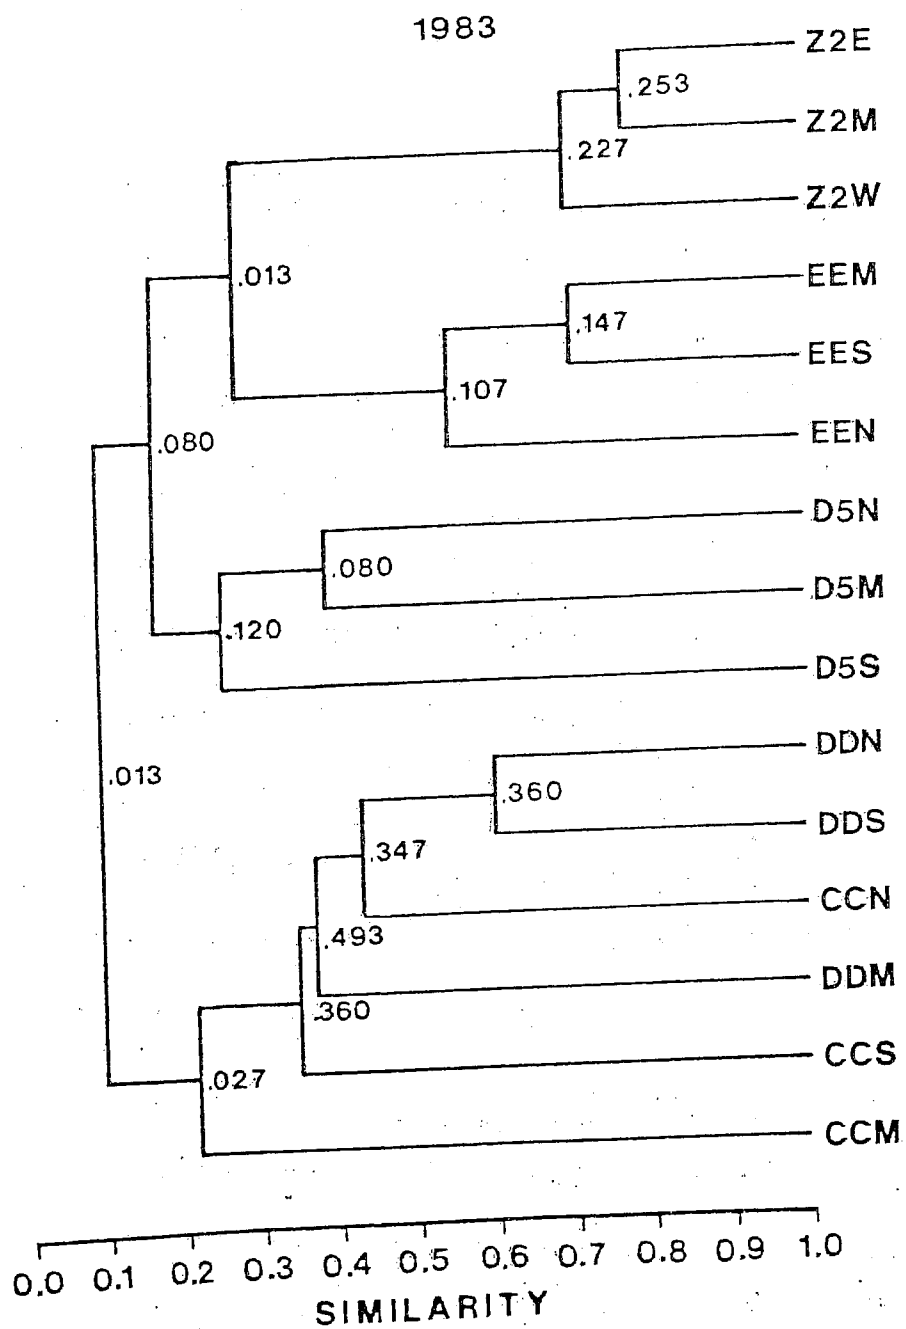 1983
Z2E
.253
Z2M
.227
Z2W
.013
EEM
.147
EES
.107
EEN
.080
D5N
.080
D5M
.120
D5S
DDN
.013
.360
DDS
.347
CCN
.493
DDM
.360
CCS
.027
CCM
0.0 0.1 0.2 0.3 0.4 0.5 0.6 0.7 0.8 0.9 1.0
SIMILARITY